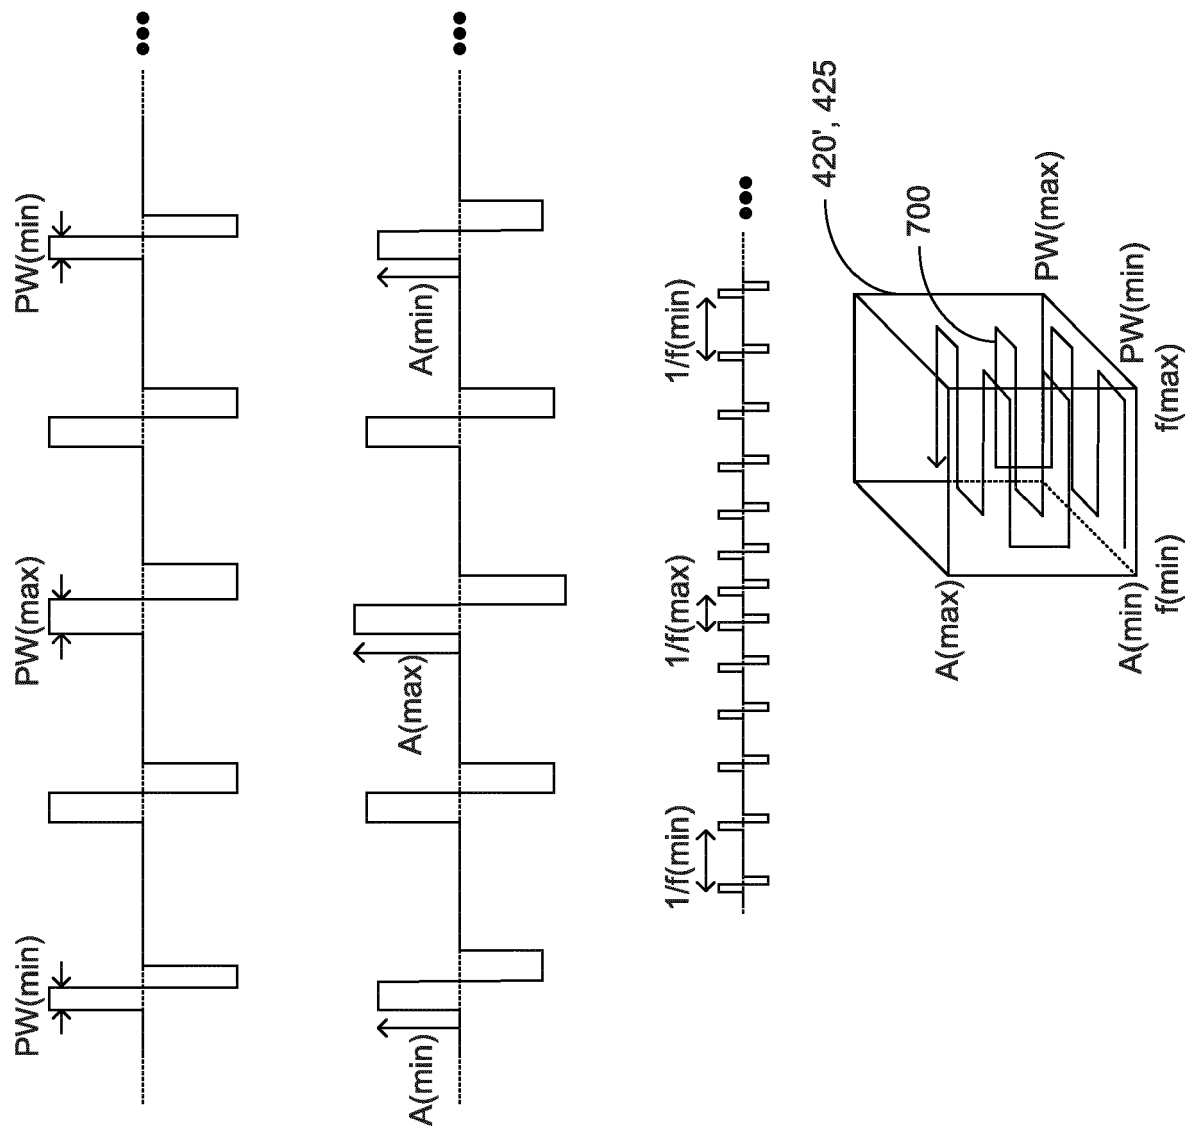 PW(min)
PW(max)
PW(min)
A(min)
A(max)
A(min)
1/f(min)
1/f(max)
1/f(min)
420', 425
700
A(max)
PW(max)
A(min)
PW(min)
f(min)
f(max)